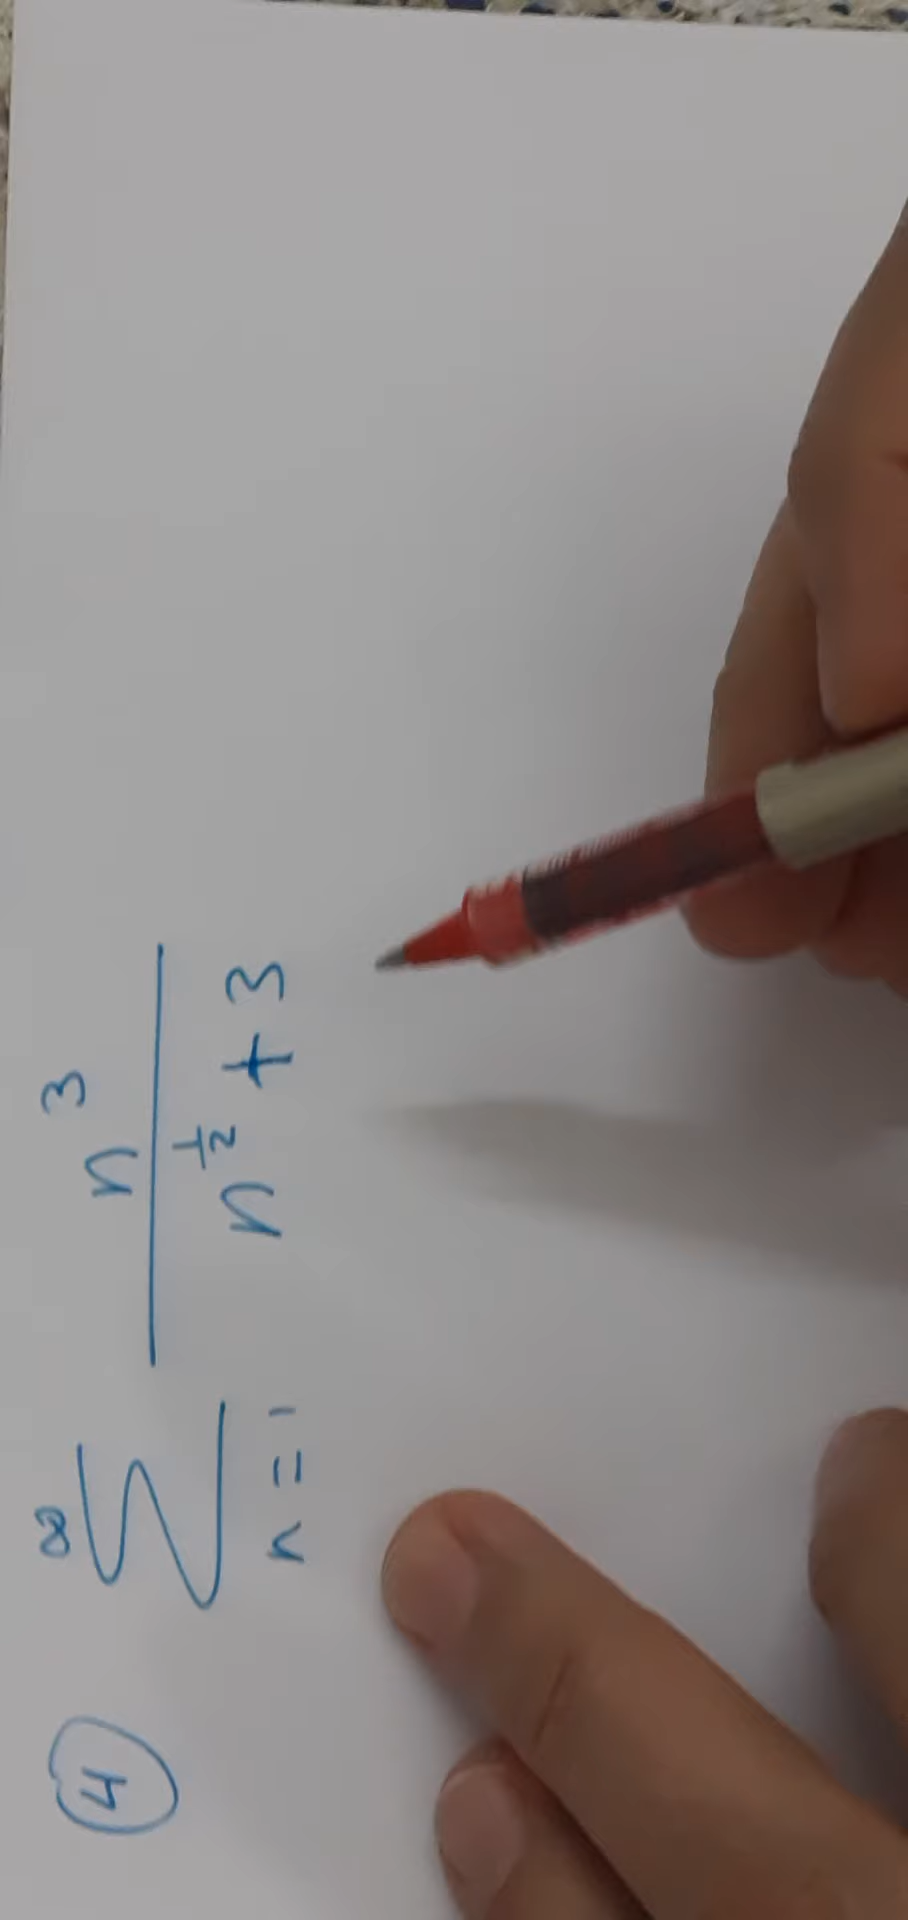 ④ ∞
∑ n³ / (n^½ + 3)
n = 1